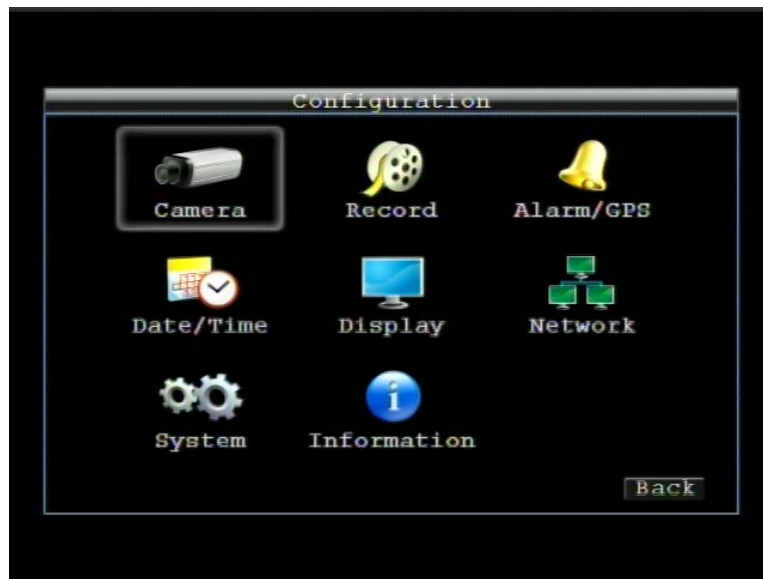 Configuration
Camera Record Alarm/GPS
Date/Time Display Network
System Information
Back